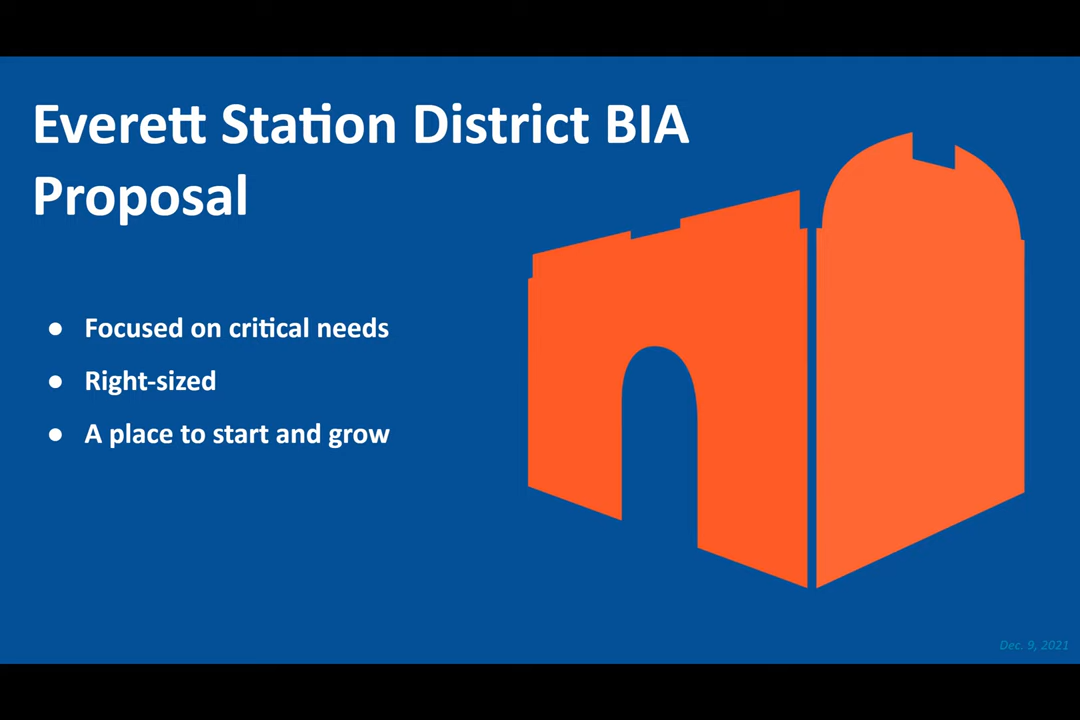 Everett Station District BIA
Proposal
● Focused on critical needs
● Right-sized
● A place to start and grow
Dec. 9, 2021